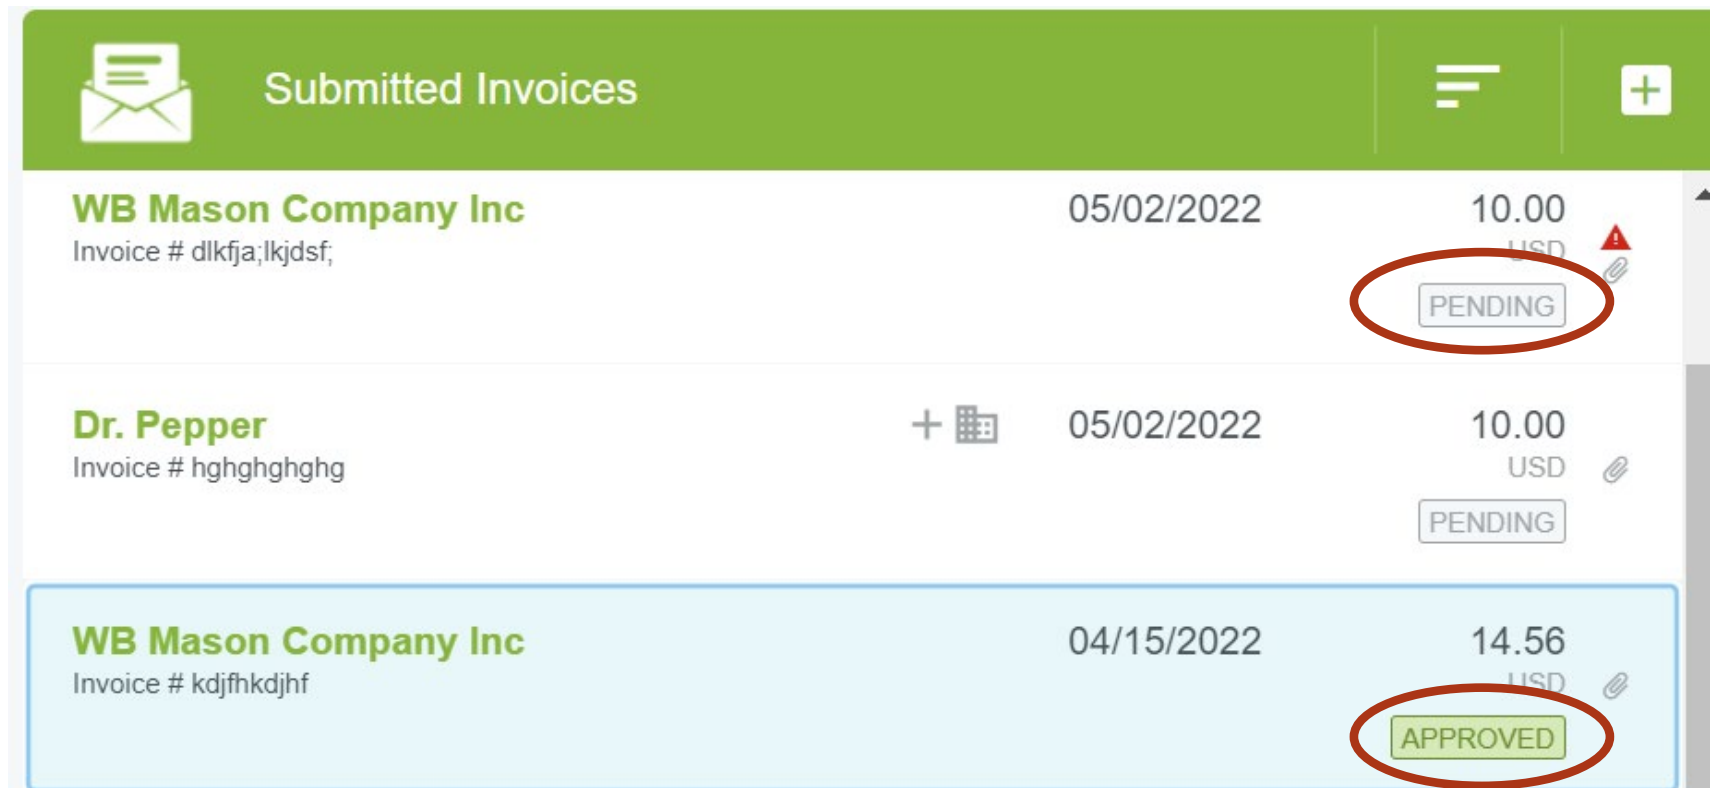 Submitted Invoices
WB Mason Company Inc 05/02/2022 10.00
Invoice # dlkfja;lkjdsf; USD
PENDING
Dr. Pepper 05/02/2022 10.00
Invoice # hghghghghg USD
PENDING
WB Mason Company Inc 04/15/2022 14.56
Invoice # kdjfhkdjhf USD
APPROVED